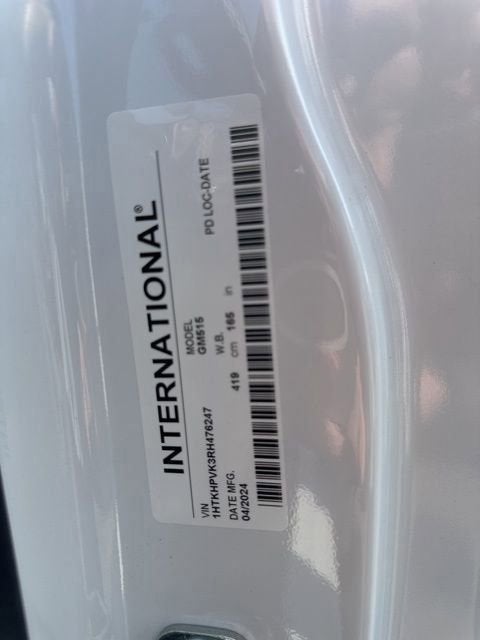 INTERNATIONAL®
VIN MODEL
1HTKHPVK3RH476247 GM515
DATE MFG. W.B. PD LOC-DATE
04/2024 419 cm 165 in